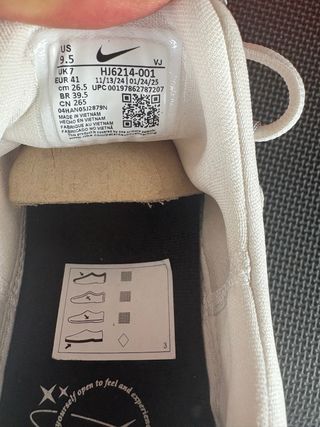 US
9.5
UK 7
EUR 41
cm 26.5
BR 39.5
CN 265
VJ
HJ6214-001
11/13/24 | 01/24/25
UPC 00197862787207
04HAN05J2879N
MADE IN VIETNAM
HECHO EN VIETNAM
FABRIQUÉ AU VIETNAM
FABRICADO NO VIETNÃ
3
yourself open to feel and experience